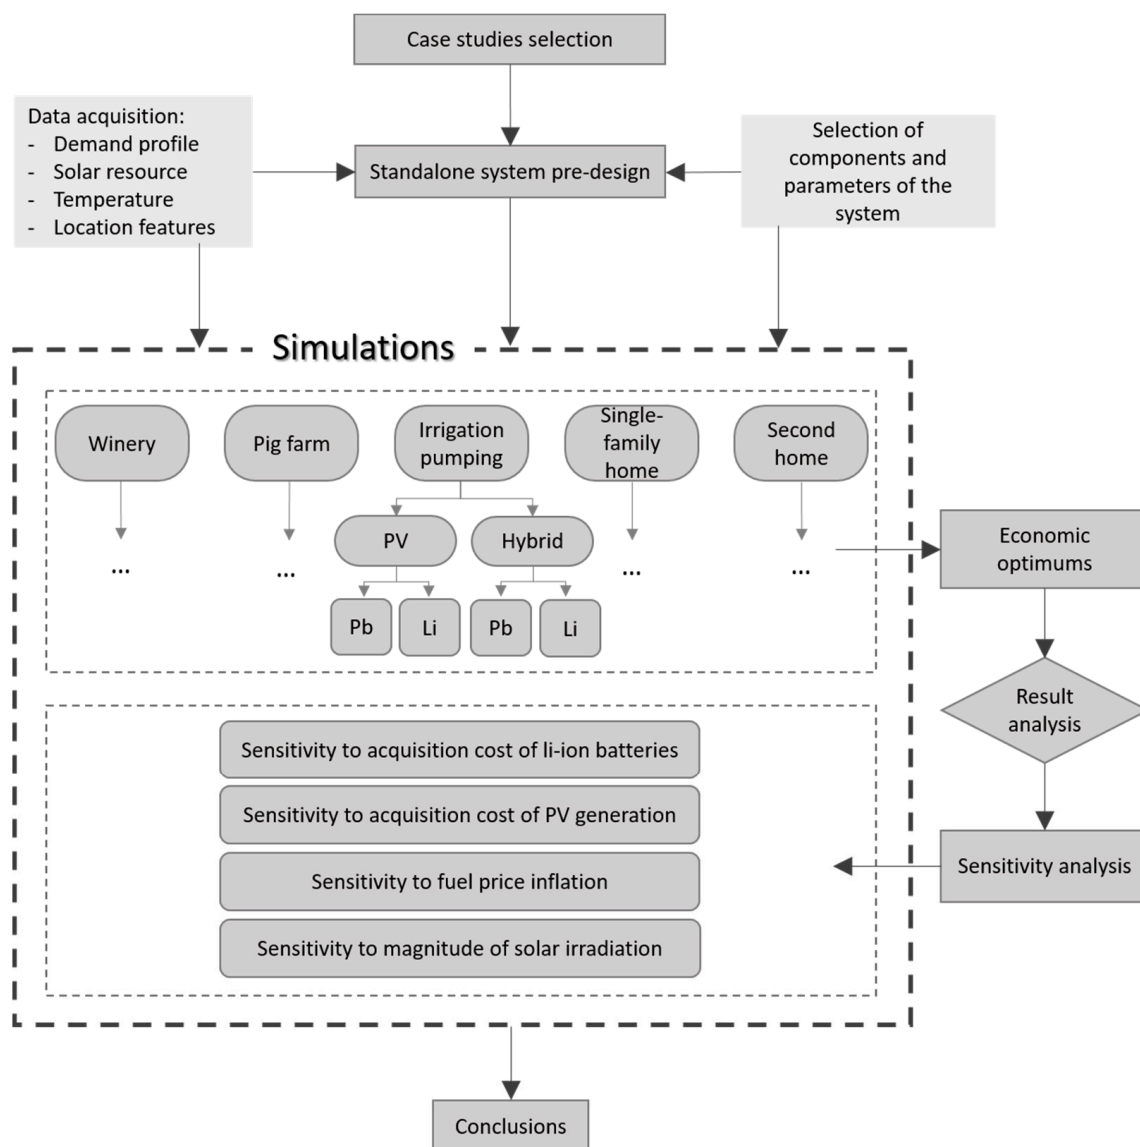 Case studies selection
Data acquisition:
- Demand profile
- Solar resource
- Temperature
- Location features
Standalone system pre-design
Selection of
components and
parameters of the
system
Simulations
Winery
Pig farm
Irrigation
pumping
Single-
family
home
Second
home
...
...
PV
Hybrid
...
...
Pb
Li
Pb
Li
Economic
optimums
Result
analysis
Sensitivity analysis
Sensitivity to acquisition cost of li-ion batteries
Sensitivity to acquisition cost of PV generation
Sensitivity to fuel price inflation
Sensitivity to magnitude of solar irradiation
Conclusions